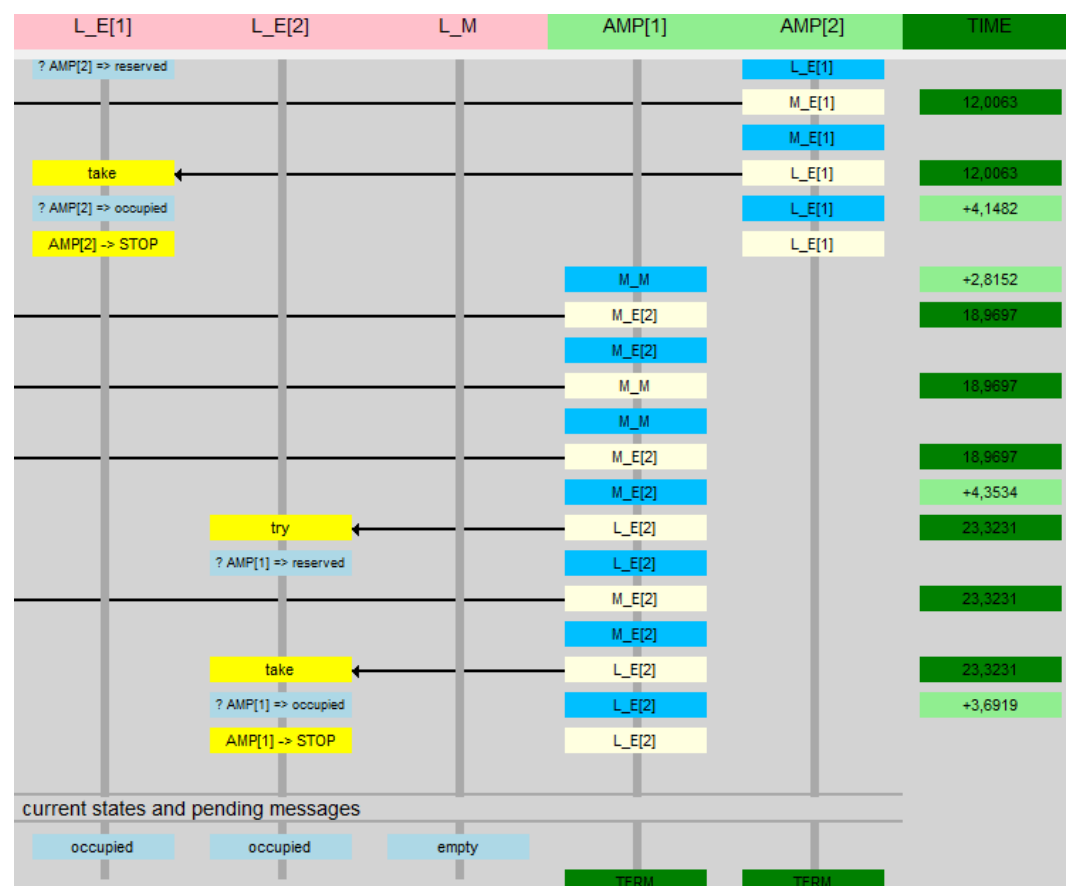 L_E[1] L_E[2] L_M AMP[1] AMP[2] TIME
? AMP[2] => reserved L_E[1]
M_E[1] 12,0063
M_E[1]
take L_E[1] 12,0063
? AMP[2] => occupied L_E[1] +4,1482
AMP[2] -> STOP L_E[1]
M_M +2,8152
M_E[2] 18,9697
M_E[2]
M_M 18,9697
M_M
M_E[2] 18,9697
M_E[2] +4,3534
try L_E[2] 23,3231
? AMP[1] => reserved L_E[2]
M_E[2] 23,3231
M_E[2]
take L_E[2] 23,3231
? AMP[1] => occupied L_E[2] +3,6919
AMP[1] -> STOP L_E[2]
current states and pending messages
occupied occupied empty
TERM TERM